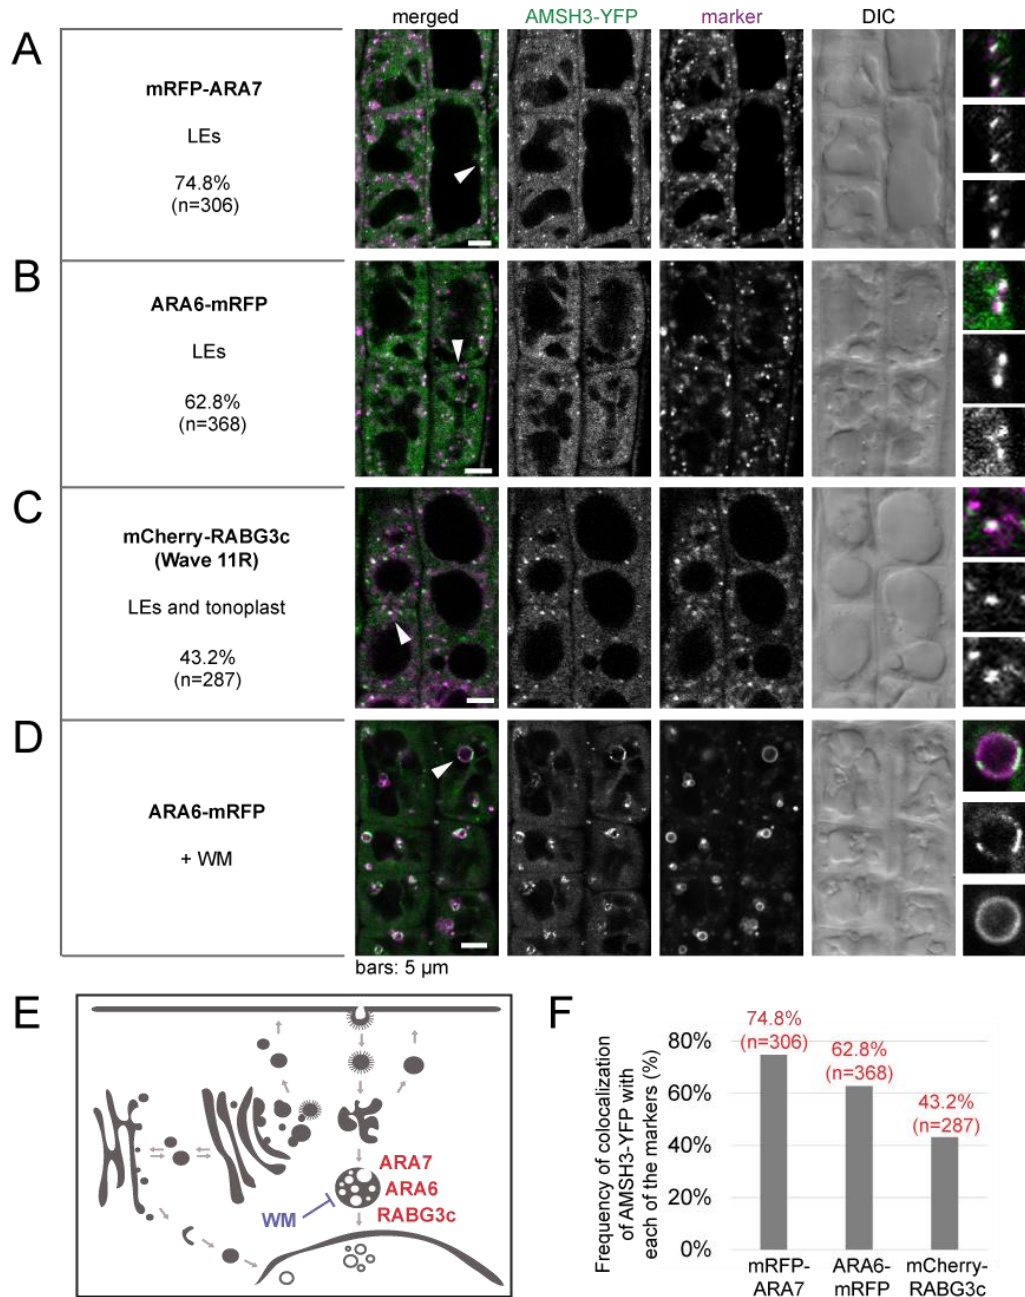 merged AMSH3-YFP marker DIC
A
mRFP-ARA7
LEs
74.8%
(n=306)
B
ARA6-mRFP
LEs
62.8%
(n=368)
C
mCherry-RABG3c
(Wave 11R)
LEs and tonoplast
43.2%
(n=287)
D
ARA6-mRFP
+ WM
bars: 5 µm
E
ARA7
ARA6
WM
RABG3c
F
Frequency of colocalization
of AMSH3-YFP with
each of the markers (%)
80%
60%
40%
20%
0%
74.8%
(n=306)
62.8%
(n=368)
43.2%
(n=287)
mRFP-
ARA7
ARA6-
mRFP
mCherry-
RABG3c